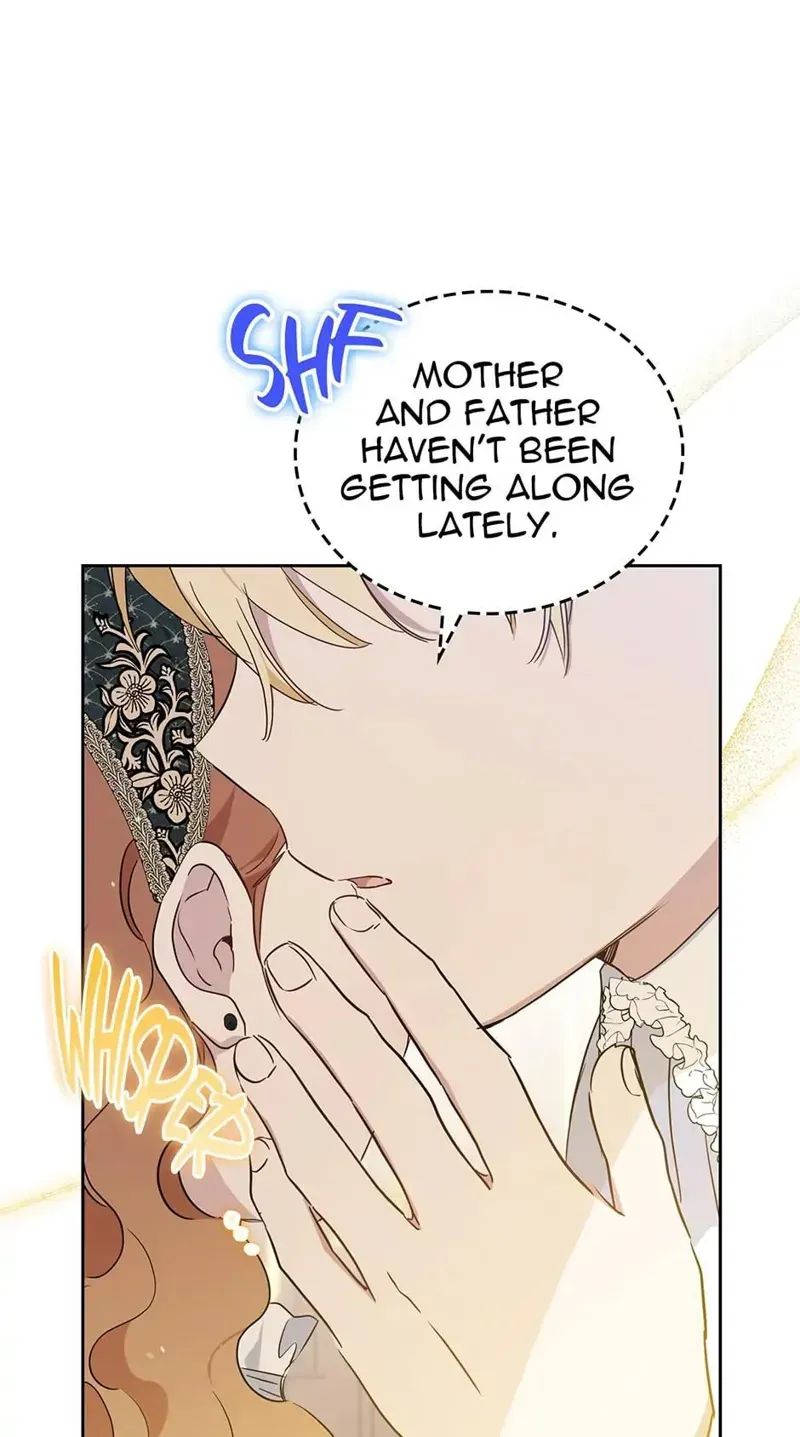 SHF
MOTHER
AND FATHER
HAVEN'T BEEN
GETTING ALONG
LATELY.
WHISPER